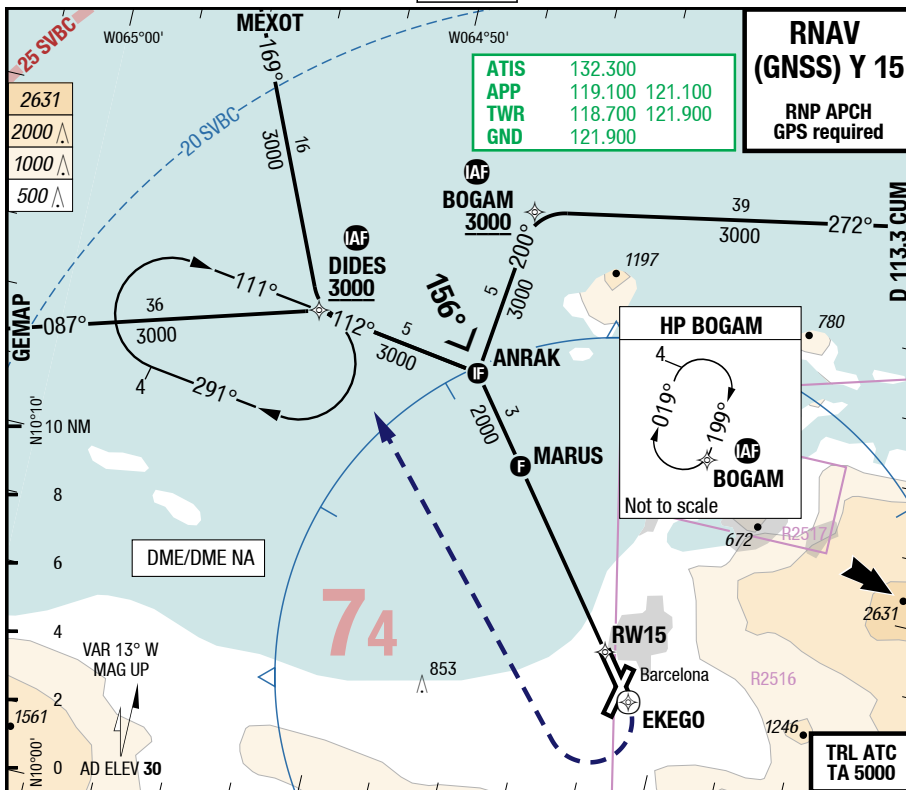 MEXOT
W065°00'
W064°50'
25 SVBC
20 SVBC
RNAV
(GNSS) Y 15
RNP APCH
GPS required
ATIS 132.300
APP 119.100 121.100
TWR 118.700 121.900
GND 121.900
2631
2000
1000
500
169°
16
3000
IAF
BOGAM
3000
39
3000
272°
D 113.3 CUM
200°
5
3000
IAF
DIDES
3000
156°
1197
111°
GEMAP
087°
36
3000
112°
5
3000
ANRAK
IF
4
291°
HP BOGAM
4
019°
199°
IAF
BOGAM
Not to scale
780
N10°10'
10 NM
3
2000
F
MARUS
8
672
R2517
6
DME/DME NA
74
2631
4
RW15
VAR 13° W
MAG UP
853
Barcelona
R2516
2
EKEGO
1561
1246
N10°00'
0
AD ELEV 30
TRL ATC
TA 5000